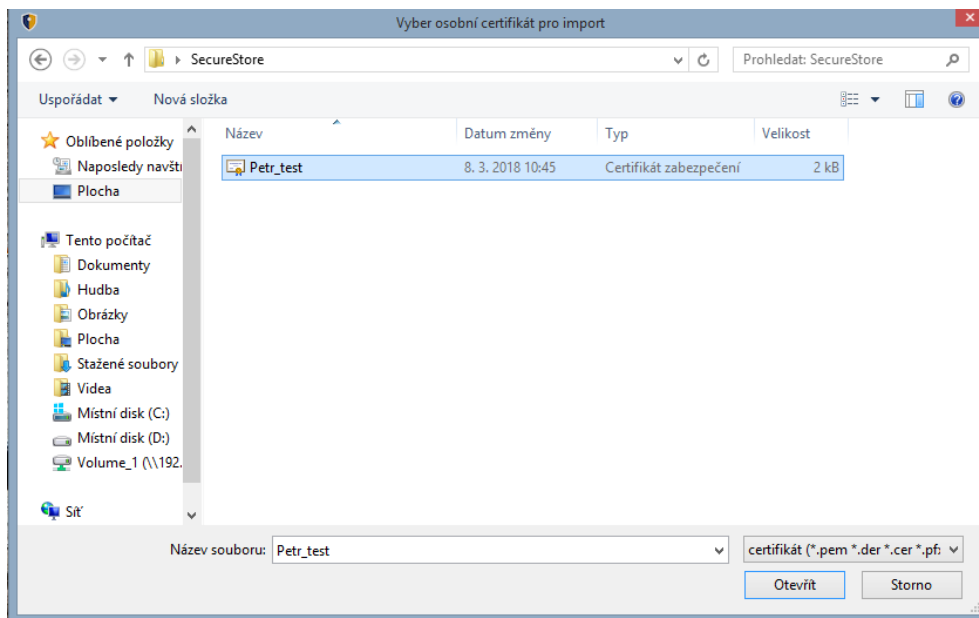 Vyber osobní certifikát pro import
SecureStore
Prohledat: SecureStore
Uspořádat
Nová složka
Oblíbené položky
Naposledy navšti
Plocha
Tento počítač
Dokumenty
Hudba
Obrázky
Plocha
Stažené soubory
Videa
Místní disk (C:)
Místní disk (D:)
Volume_1 (\\192.
Síť
Název Datum změny Typ Velikost
Petr_test 8. 3. 2018 10:45 Certifikát zabezpečení 2 kB
Název souboru: Petr_test certifikát (*.pem *.der *.cer *.pfx
Otevřít Storno